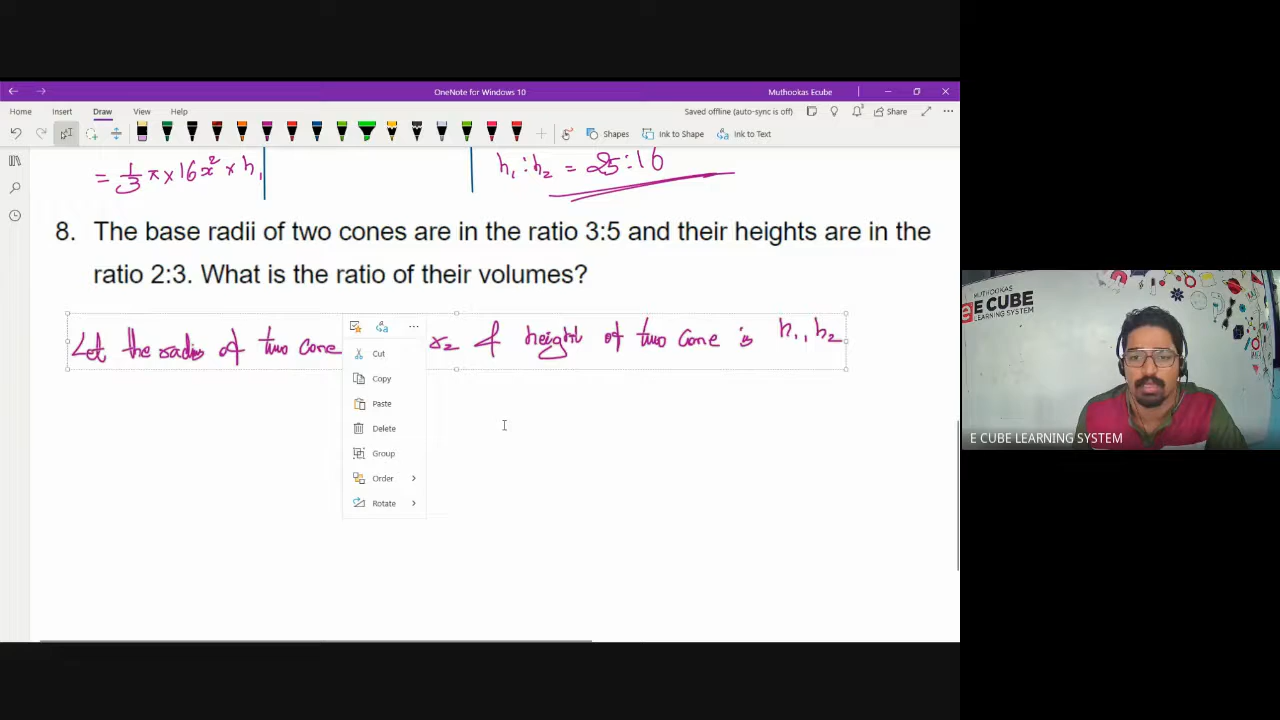 OneNote for Windows 10
Muthookas Ecube
Home Insert Draw View Help
Saved offline (auto-sync is off)
Share
Shapes Ink to Shape Ink to Text
= 1/3 π × 16x² × h₁
h₁ : h₂ = 25 : 16
8. The base radii of two cones are in the ratio 3:5 and their heights are in the
ratio 2:3. What is the ratio of their volumes?
Let the radius of two cone r₂ & height of two cone is h₁, h₂
Cut
Copy
Paste
Delete
Group
Order
Rotate
MUTHOOKAS
E CUBE
LEARNING SYSTEM
E CUBE LEARNING SYSTEM